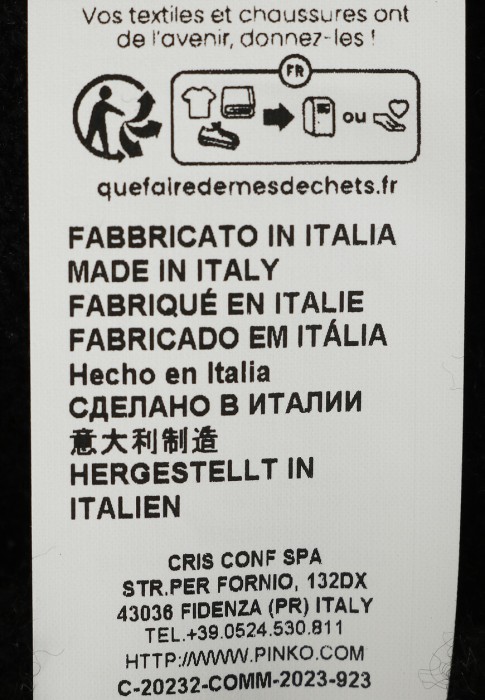 Vos textiles et chaussures ont
de l'avenir, donnez-les !
FR
ou
quefairedemesdechets.fr
FABBRICATO IN ITALIA
MADE IN ITALY
FABRIQUÉ EN ITALIE
FABRICADO EM ITÁLIA
Hecho en Italia
СДЕЛАНО В ИТАЛИИ
意大利制造
HERGESTELLT IN
ITALIEN
CRIS CONF SPA
STR.PER FORNIO, 132DX
43036 FIDENZA (PR) ITALY
TEL.+39.0524.530.811
HTTP://WWW.PINKO.COM
C-20232-COMM-2023-923